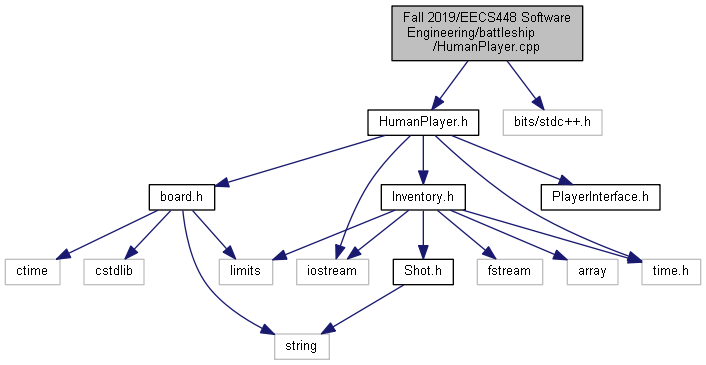 Fall 2019/EECS448 Software
Engineering/battleship
/HumanPlayer.cpp
HumanPlayer.h
bits/stdc++.h
board.h
Inventory.h
PlayerInterface.h
ctime
cstdlib
limits
iostream
Shot.h
fstream
array
time.h
string